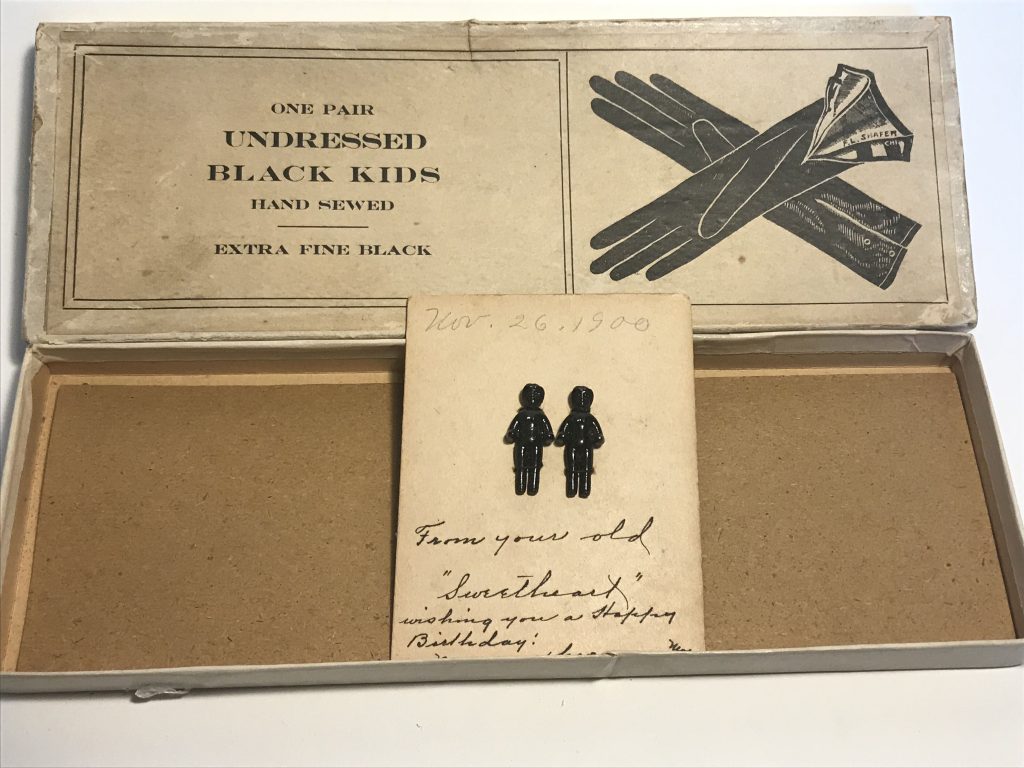 ONE PAIR
UNDRESSED
BLACK KIDS
HAND SEWED
EXTRA FINE BLACK
F. L. SHAFER
CHI
Nov. 26. 1900
From your old
"Sweetheart"
wishing you a Happy
Birthday!